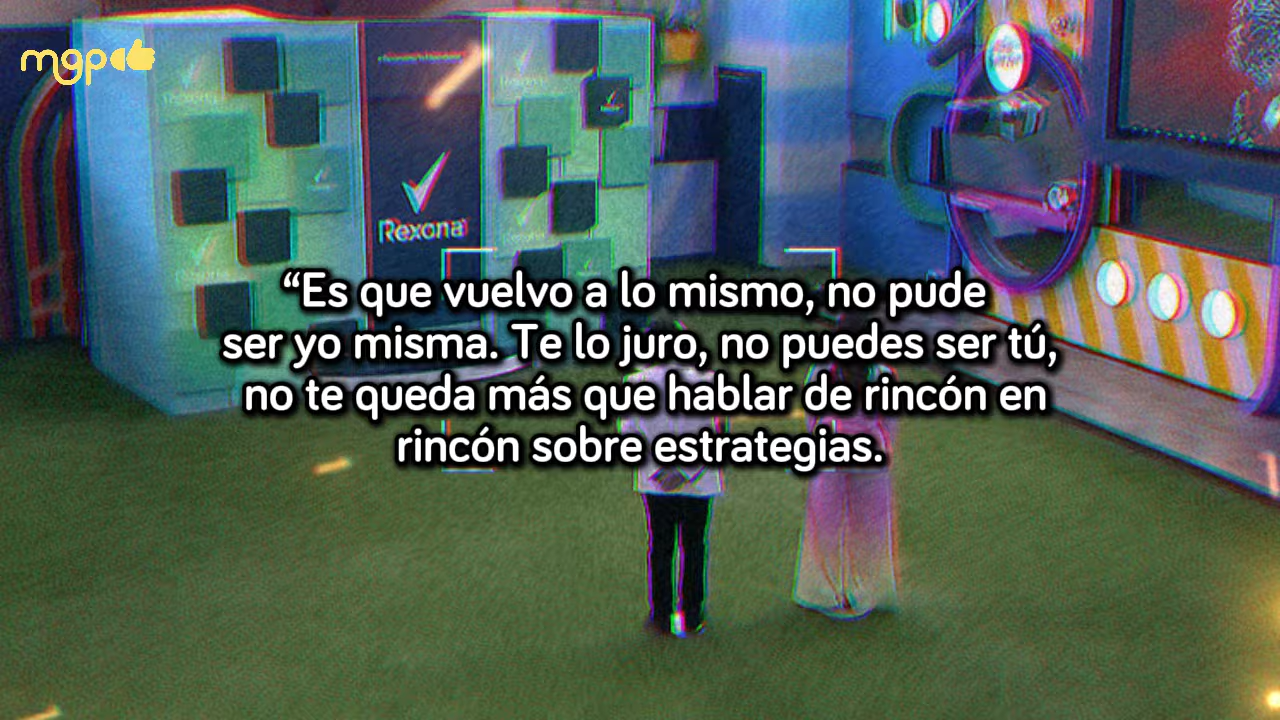 mgp
Rexona
“Es que vuelvo a lo mismo, no pude
ser yo misma. Te lo juro, no puedes ser tú,
no te queda más que hablar de rincón en
rincón sobre estrategias.